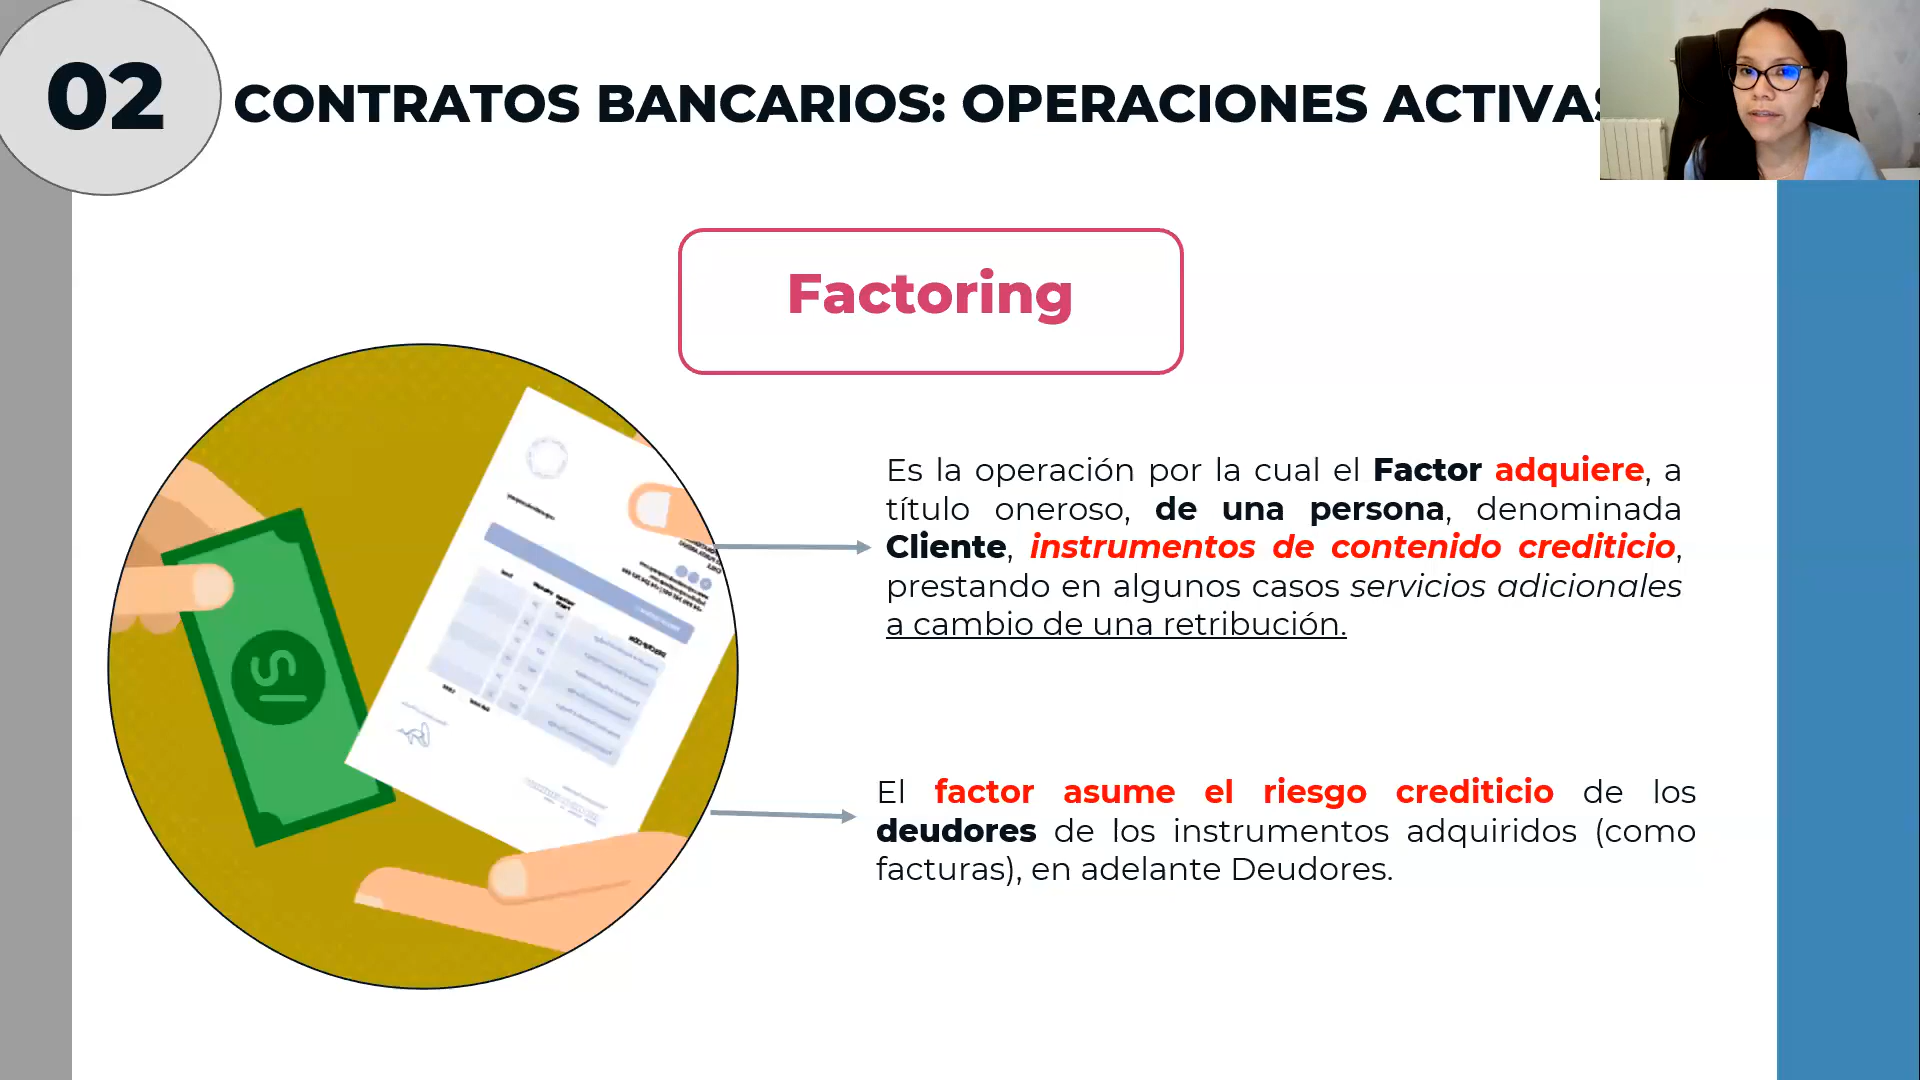 02
CONTRATOS BANCARIOS: OPERACIONES ACTIVAS
Factoring
Es la operación por la cual el Factor adquiere, a
título oneroso, de una persona, denominada
Cliente, instrumentos de contenido crediticio,
prestando en algunos casos servicios adicionales
a cambio de una retribución.
El factor asume el riesgo crediticio de los
deudores de los instrumentos adquiridos (como
facturas), en adelante Deudores.
S/